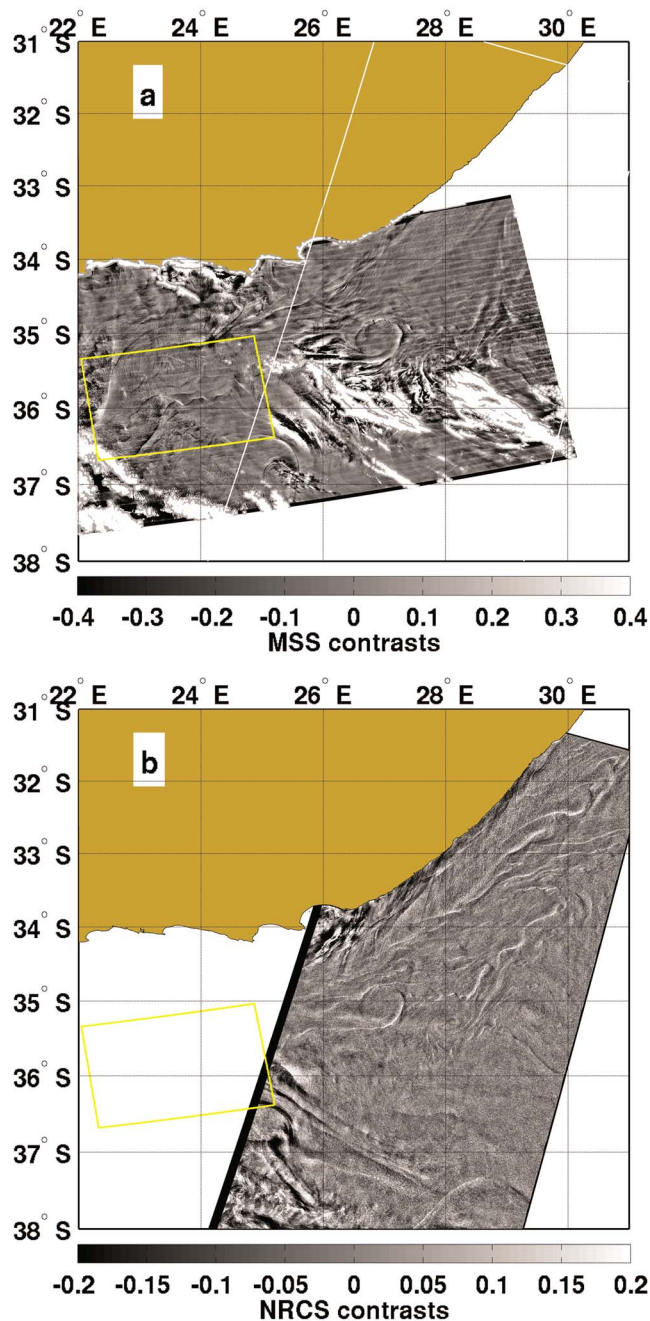 22° E 24° E 26° E 28° E 30° E
31° S
a
32° S
33° S
34° S
35° S
36° S
37° S
38° S
-0.4 -0.3 -0.2 -0.1 0 0.1 0.2 0.3 0.4
MSS contrasts
22° E 24° E 26° E 28° E 30° E
31° S
b
32° S
33° S
34° S
35° S
36° S
37° S
38° S
-0.2 -0.15 -0.1 -0.05 0 0.05 0.1 0.15 0.2
NRCS contrasts